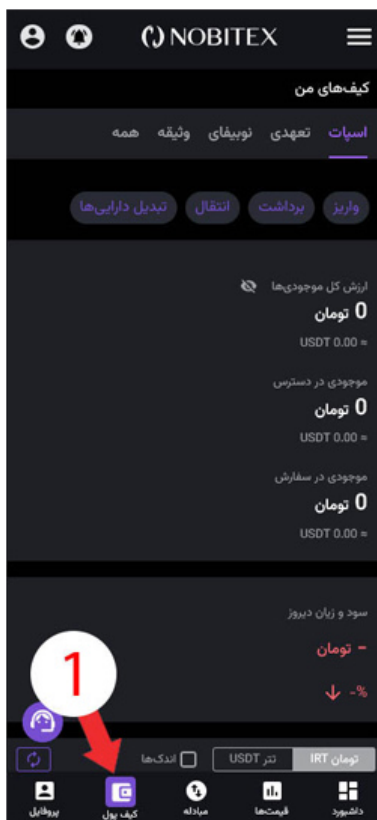 NOBITEX
کیف‌های من
اسپات تعهدی نوبیفای وثیقه همه
واریز برداشت انتقال تبدیل دارایی‌ها
ارزش کل موجودی‌ها
0 تومان
≈ 0.00 USDT
موجودی در دسترس
0 تومان
≈ 0.00 USDT
موجودی در سفارش
0 تومان
≈ 0.00 USDT
سود و زیان دیروز
- تومان
-%
1
تومان IRT تتر USDT اندک‌ها
داشبورد قیمت‌ها مبادله کیف پول پروفایل